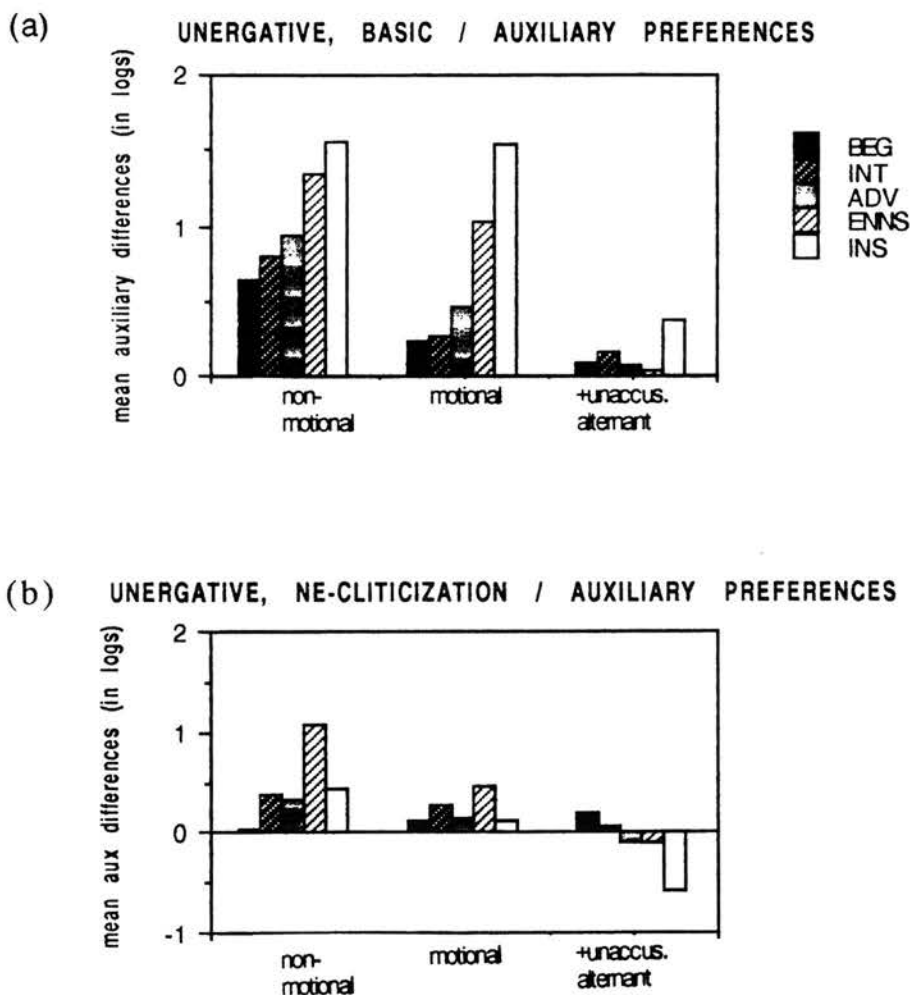 (a) UNERGATIVE, BASIC / AUXILIARY PREFERENCES
mean auxiliary differences (in logs)
2
1
0
non-
motional
motional
+unaccus.
alternant
BEG
INT
ADV
ENNS
INS
(b) UNERGATIVE, NE-CLITICIZATION / AUXILIARY PREFERENCES
mean aux differences (in logs)
2
1
0
-1
non-
motional
motional
+unaccus.
alternant